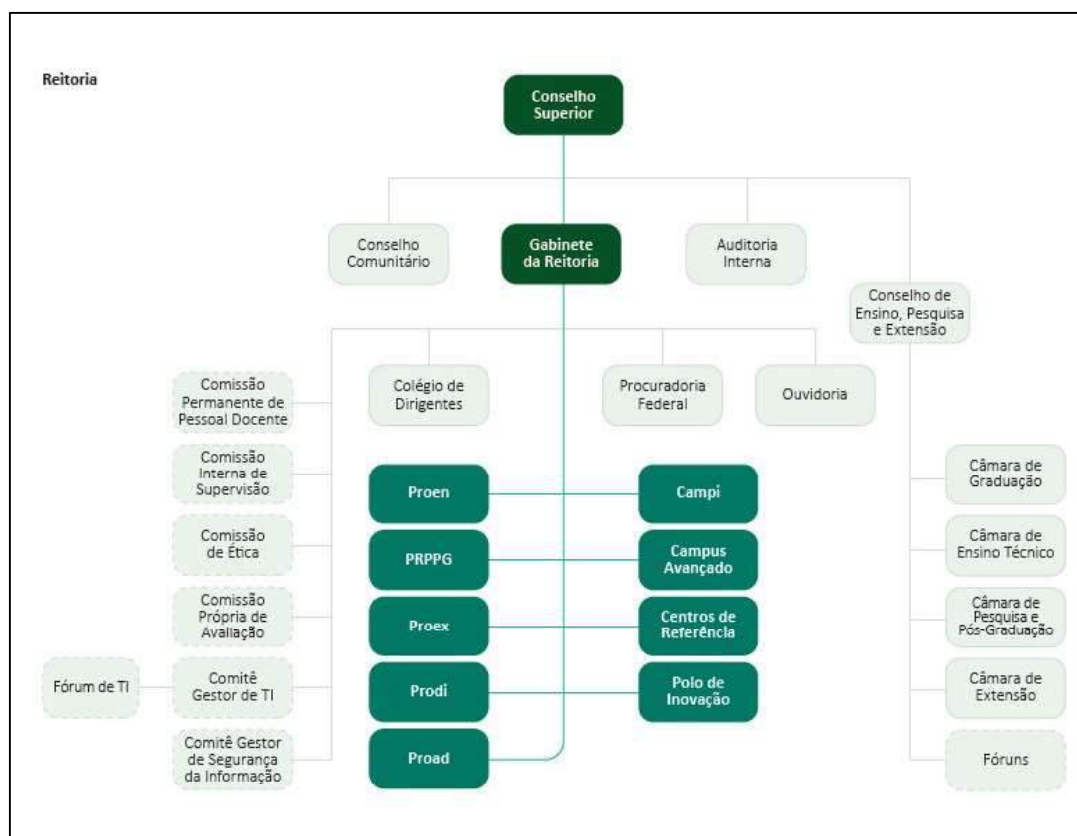 Reitoria
Conselho
Superior
Conselho
Comunitário
Gabinete
da Reitoria
Auditoria
Interna
Conselho de
Ensino, Pesquisa
e Extensão
Comissão
Permanente de
Pessoal Docente
Colégio de
Dirigentes
Procuradoria
Federal
Ouvidoria
Comissão
Interna de
Supervisão
Proen
Campi
Câmara de
Graduação
Comissão
de Ética
PRPPG
Campus
Avançado
Câmara de
Ensino Técnico
Comissão
Própria de
Avaliação
Proex
Centros de
Referência
Câmara de
Pesquisa e
Pós-Graduação
Fórum de TI
Comitê
Gestor de TI
Prodi
Polo de
Inovação
Câmara de
Extensão
Comitê Gestor
de Segurança
da Informação
Proad
Fóruns